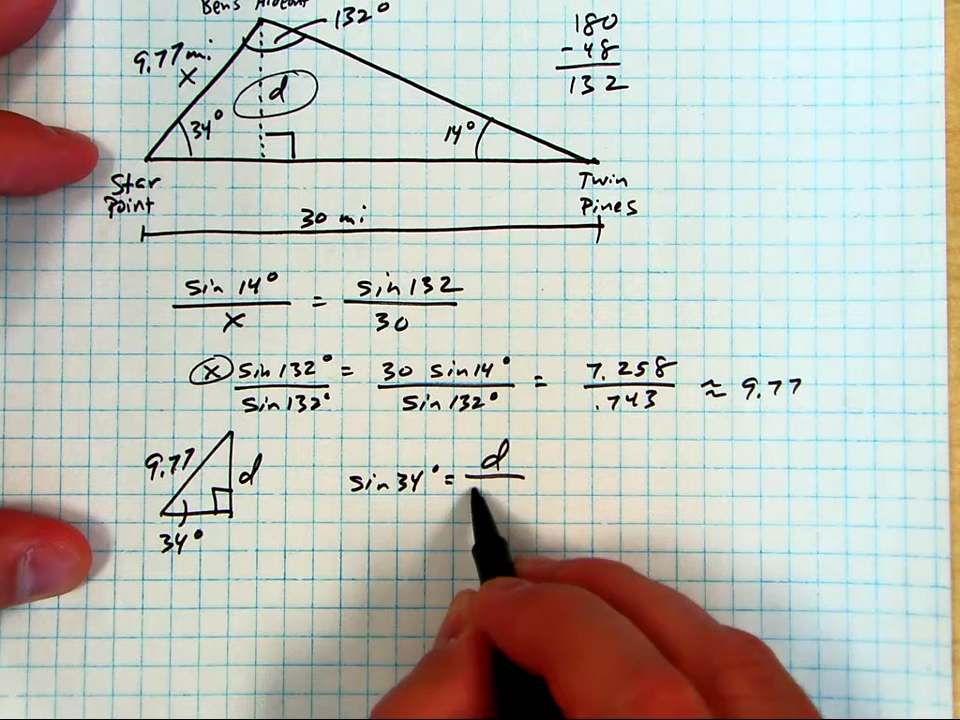 Ben's Hideout
132°
180
- 48
132
9.77 mi
x
d
34°
14°
Star Point
Twin Pines
30 mi
sin 14° / x = sin 132 / 30
x sin 132° / sin 132° = 30 sin 14° / sin 132° = 7.258 / .743 ≈ 9.77
9.77
d
34°
sin 34° = d /